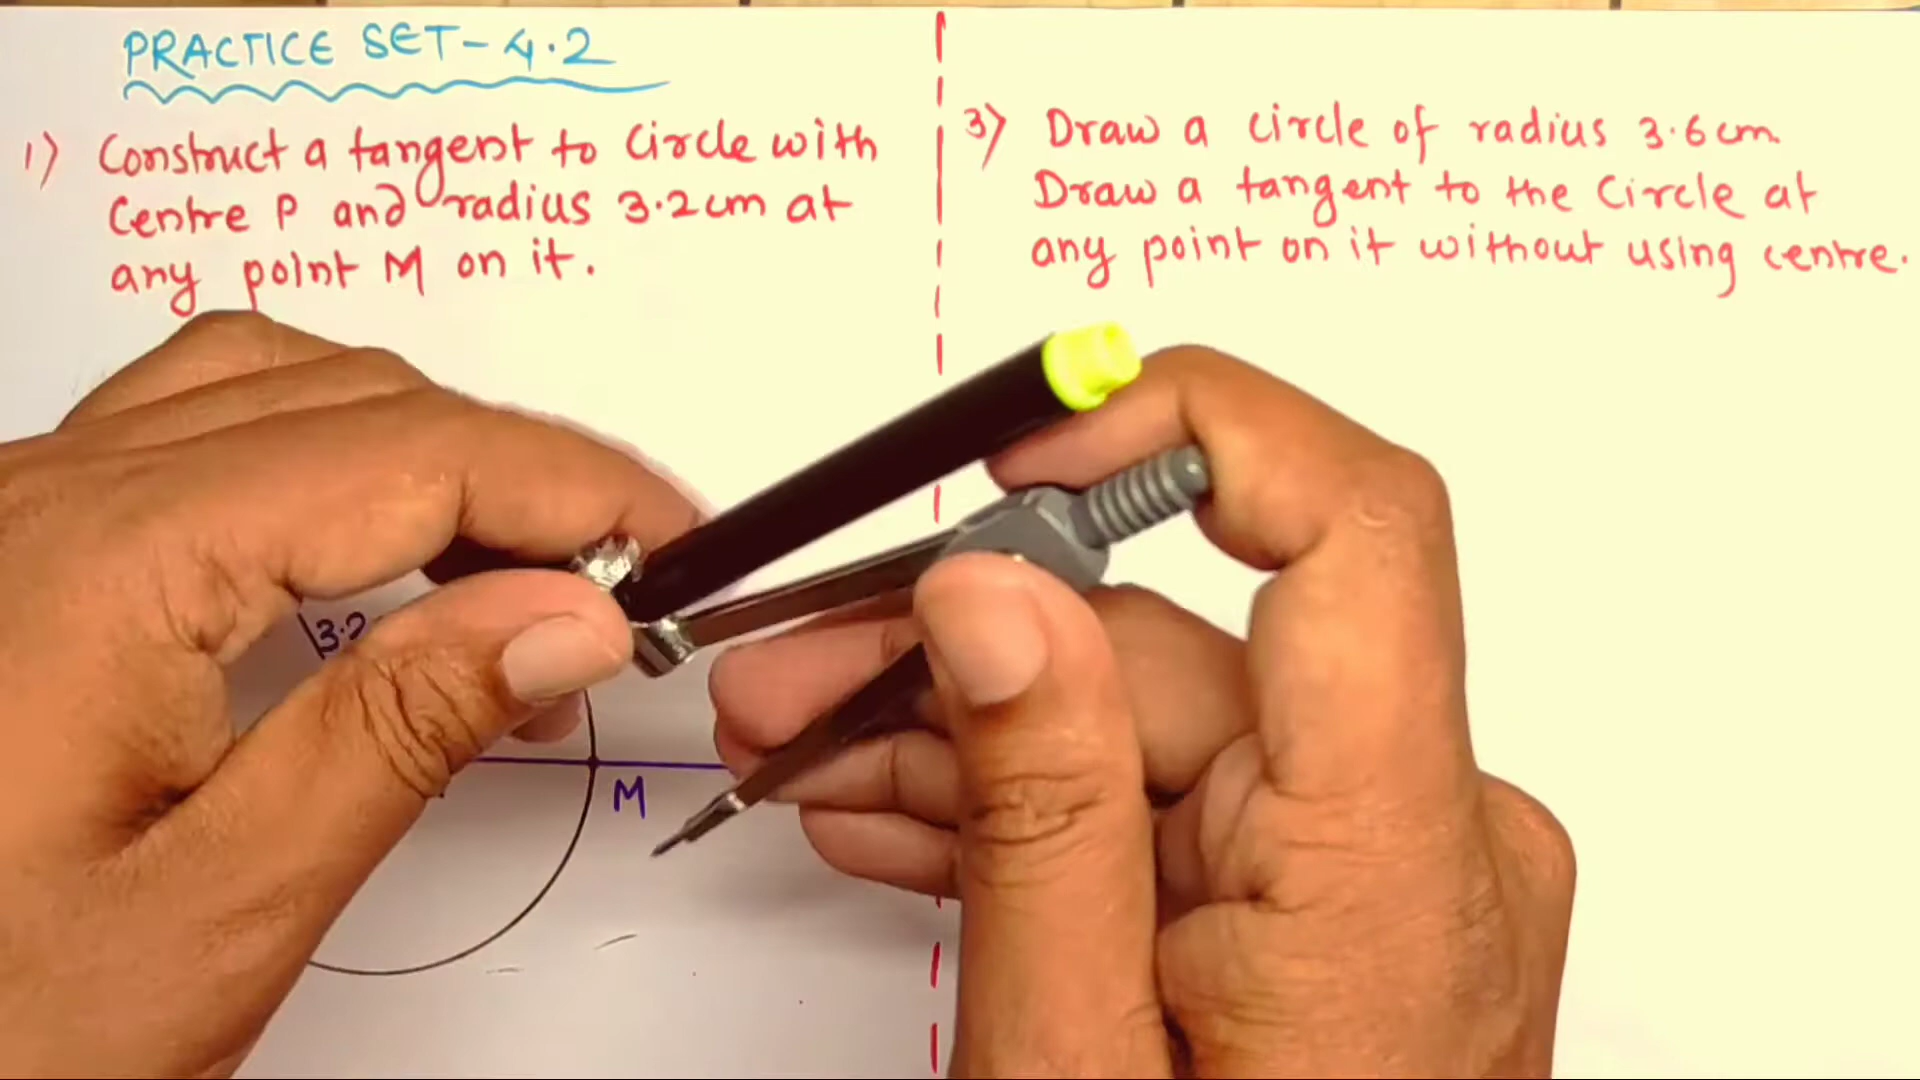 PRACTICE SET-4.2
1) Construct a tangent to Circle with
Centre P and radius 3.2cm at
any point M on it.
3) Draw a circle of radius 3.6cm
Draw a tangent to the Circle at
any point on it without using centre.
3.2
M